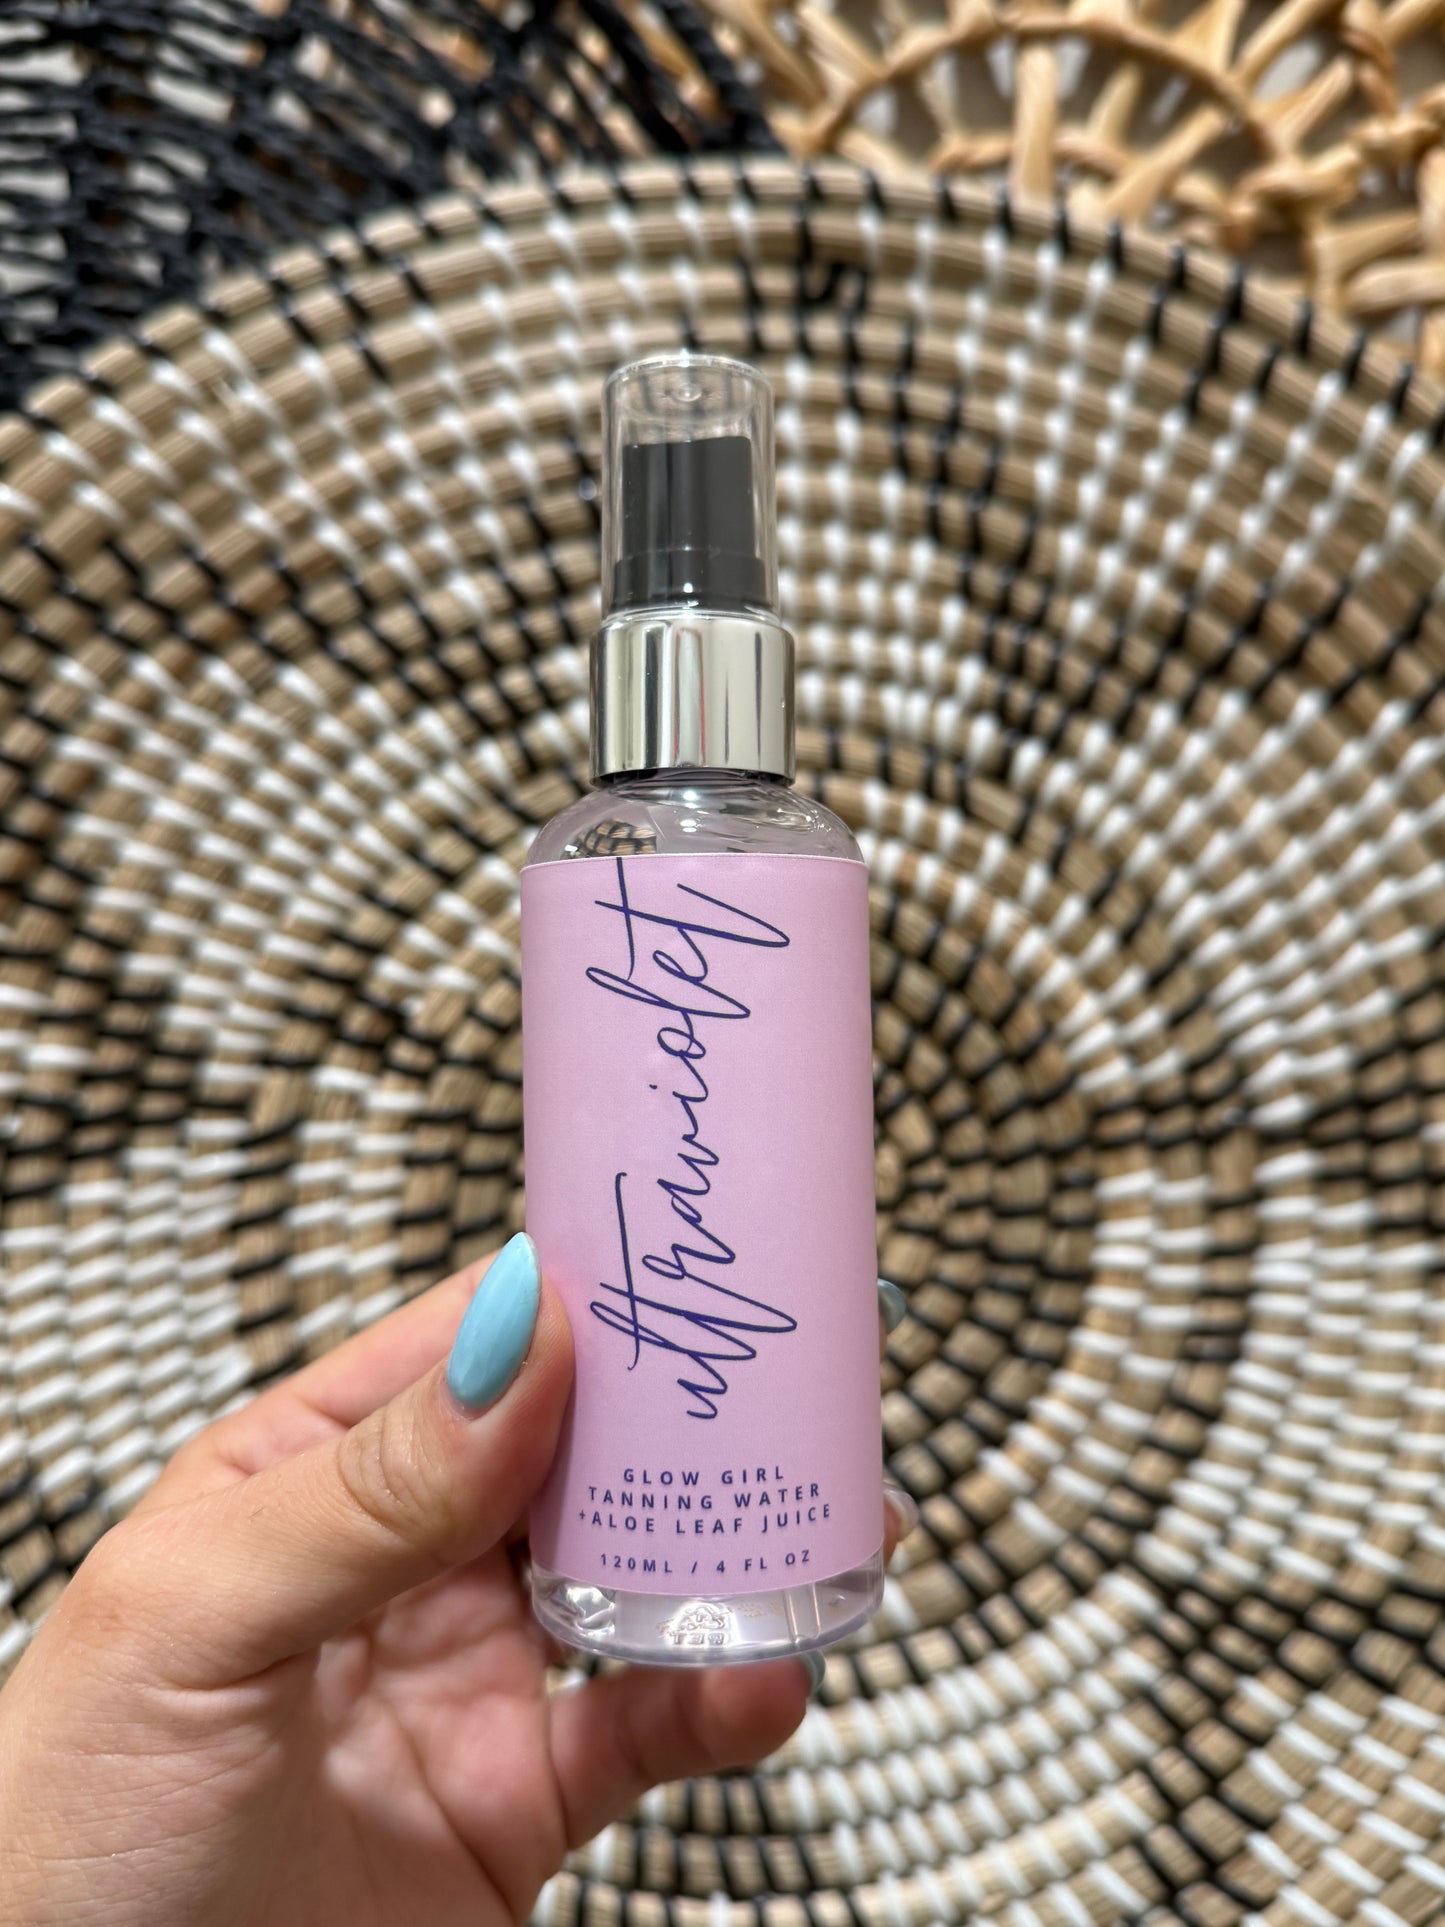 ultraviolet
GLOW GIRL
TANNING WATER
+ALOE LEAF JUICE
120ML / 4 FL OZ